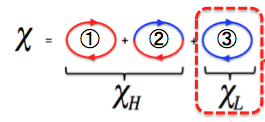 χ = ① + ② + ③
χH χL